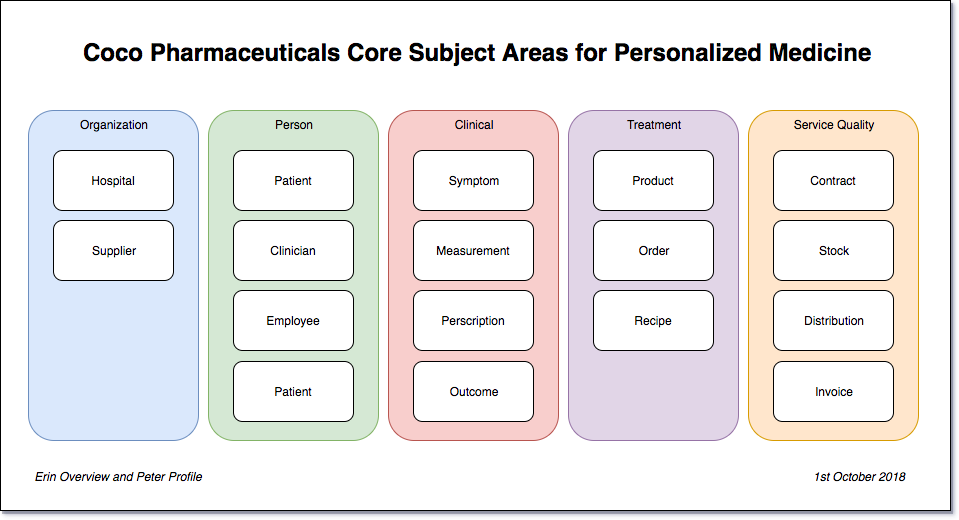 Coco Pharmaceuticals Core Subject Areas for Personalized Medicine
Organization
Hospital
Supplier
Person
Patient
Clinician
Employee
Patient
Clinical
Symptom
Measurement
Perscription
Outcome
Treatment
Product
Order
Recipe
Service Quality
Contract
Stock
Distribution
Invoice
Erin Overview and Peter Profile
1st October 2018